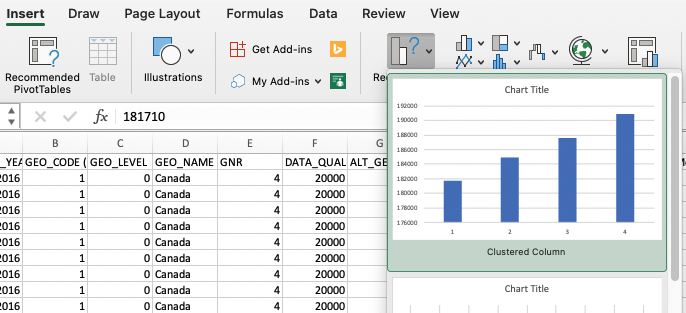 Insert Draw Page Layout Formulas Data Review View
Get Add-ins
My Add-ins
Recommended PivotTables
Table
Illustrations
Re
fx 181710
B C D E F G
_YEA GEO_CODE ( GEO_LEVEL GEO_NAME GNR DATA_QUAL ALT_GE
2016 1 0 Canada 4 20000
2016 1 0 Canada 4 20000
2016 1 0 Canada 4 20000
2016 1 0 Canada 4 20000
2016 1 0 Canada 4 20000
2016 1 0 Canada 4 20000
2016 1 0 Canada 4 20000
2016 1 0 Canada 4 20000
2016 1 0 Canada 4 20000
Chart Title
192000
190000
188000
186000
184000
182000
180000
178000
176000
1 2 3 4
Clustered Column
Chart Title